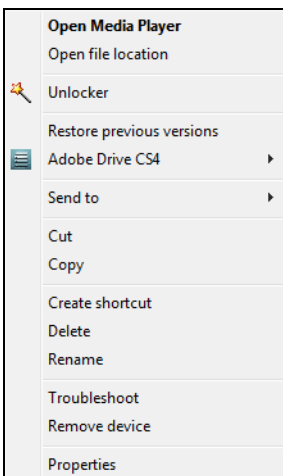 Open Media Player
Open file location
Unlocker
Restore previous versions
Adobe Drive CS4
Send to
Cut
Copy
Create shortcut
Delete
Rename
Troubleshoot
Remove device
Properties